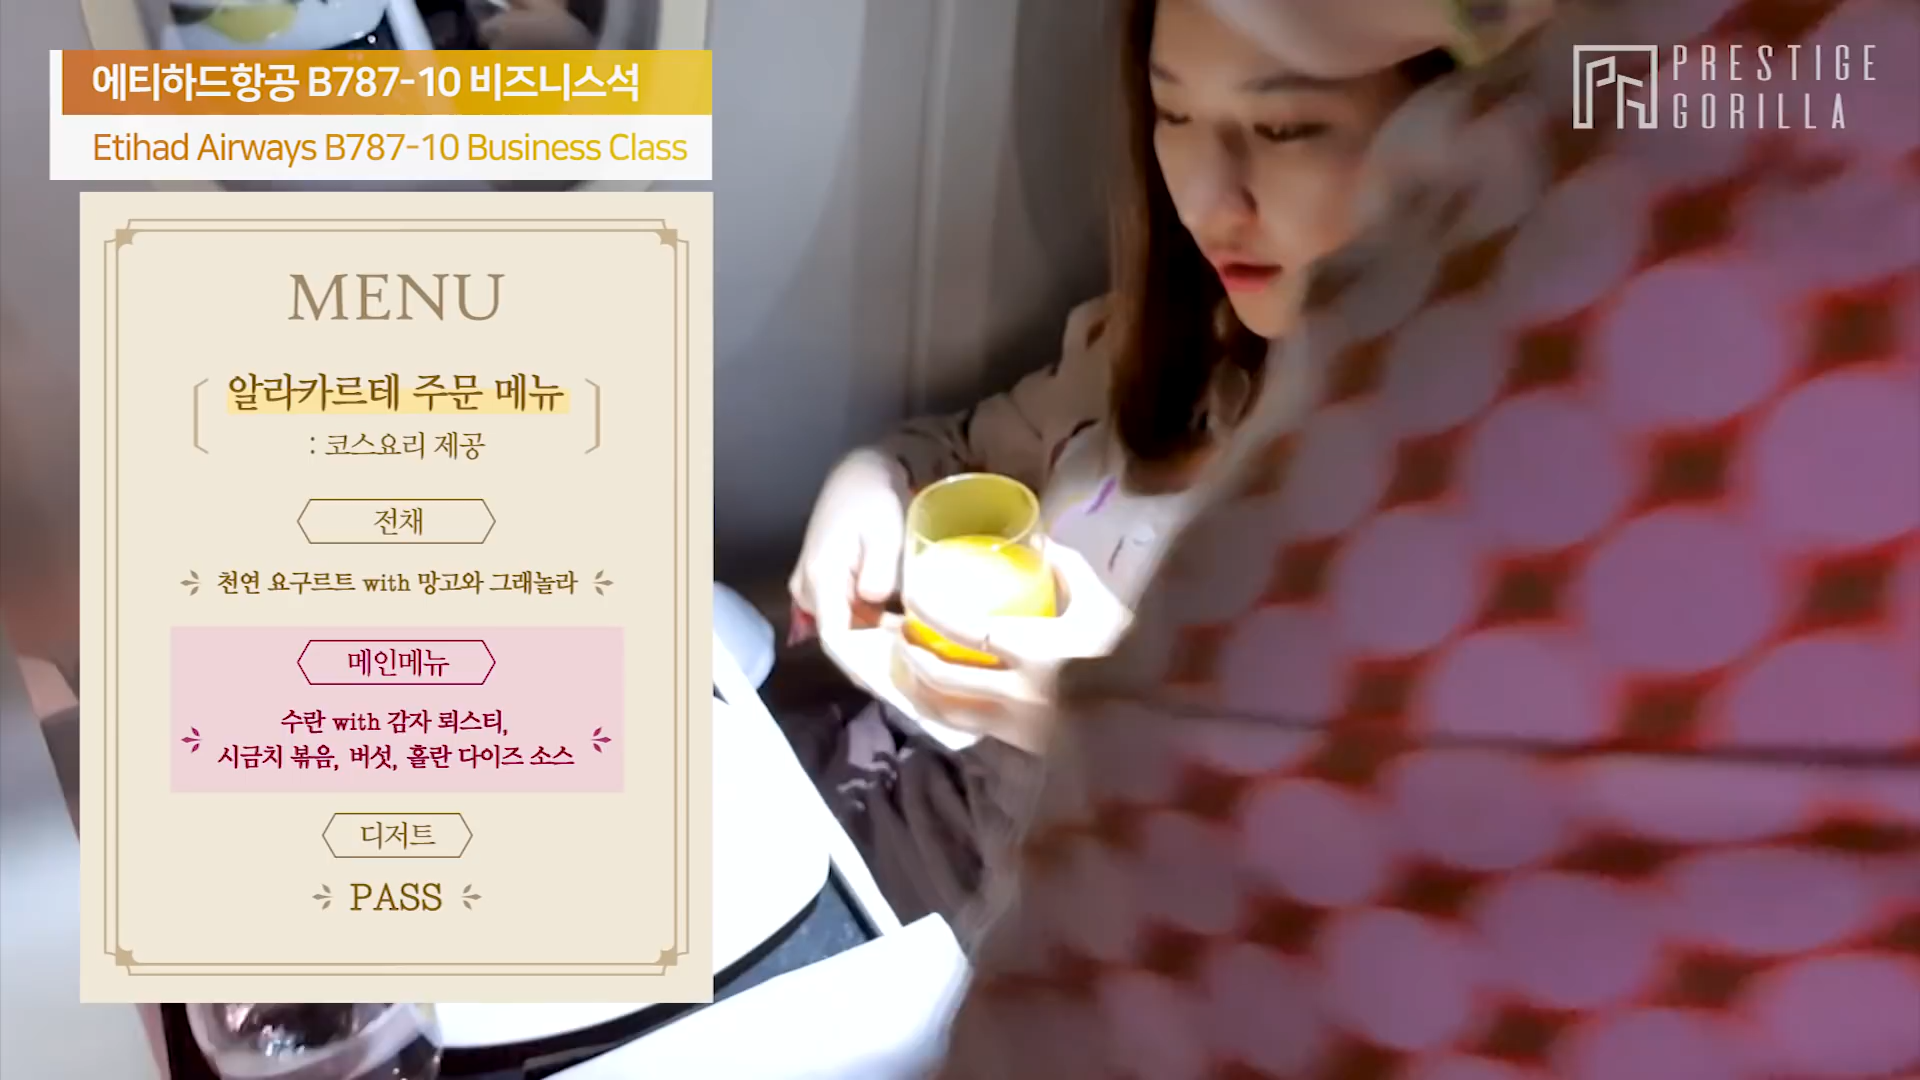 에티하드항공 B787-10 비즈니스석
Etihad Airways B787-10 Business Class
PRESTIGE
GORILLA
MENU
알라카르테 주문 메뉴
: 코스요리 제공
전채
천연 요구르트 with 망고와 그래놀라
메인메뉴
수란 with 감자 뢰스티,
시금치 볶음, 버섯, 홀란 다이즈 소스
디저트
PASS